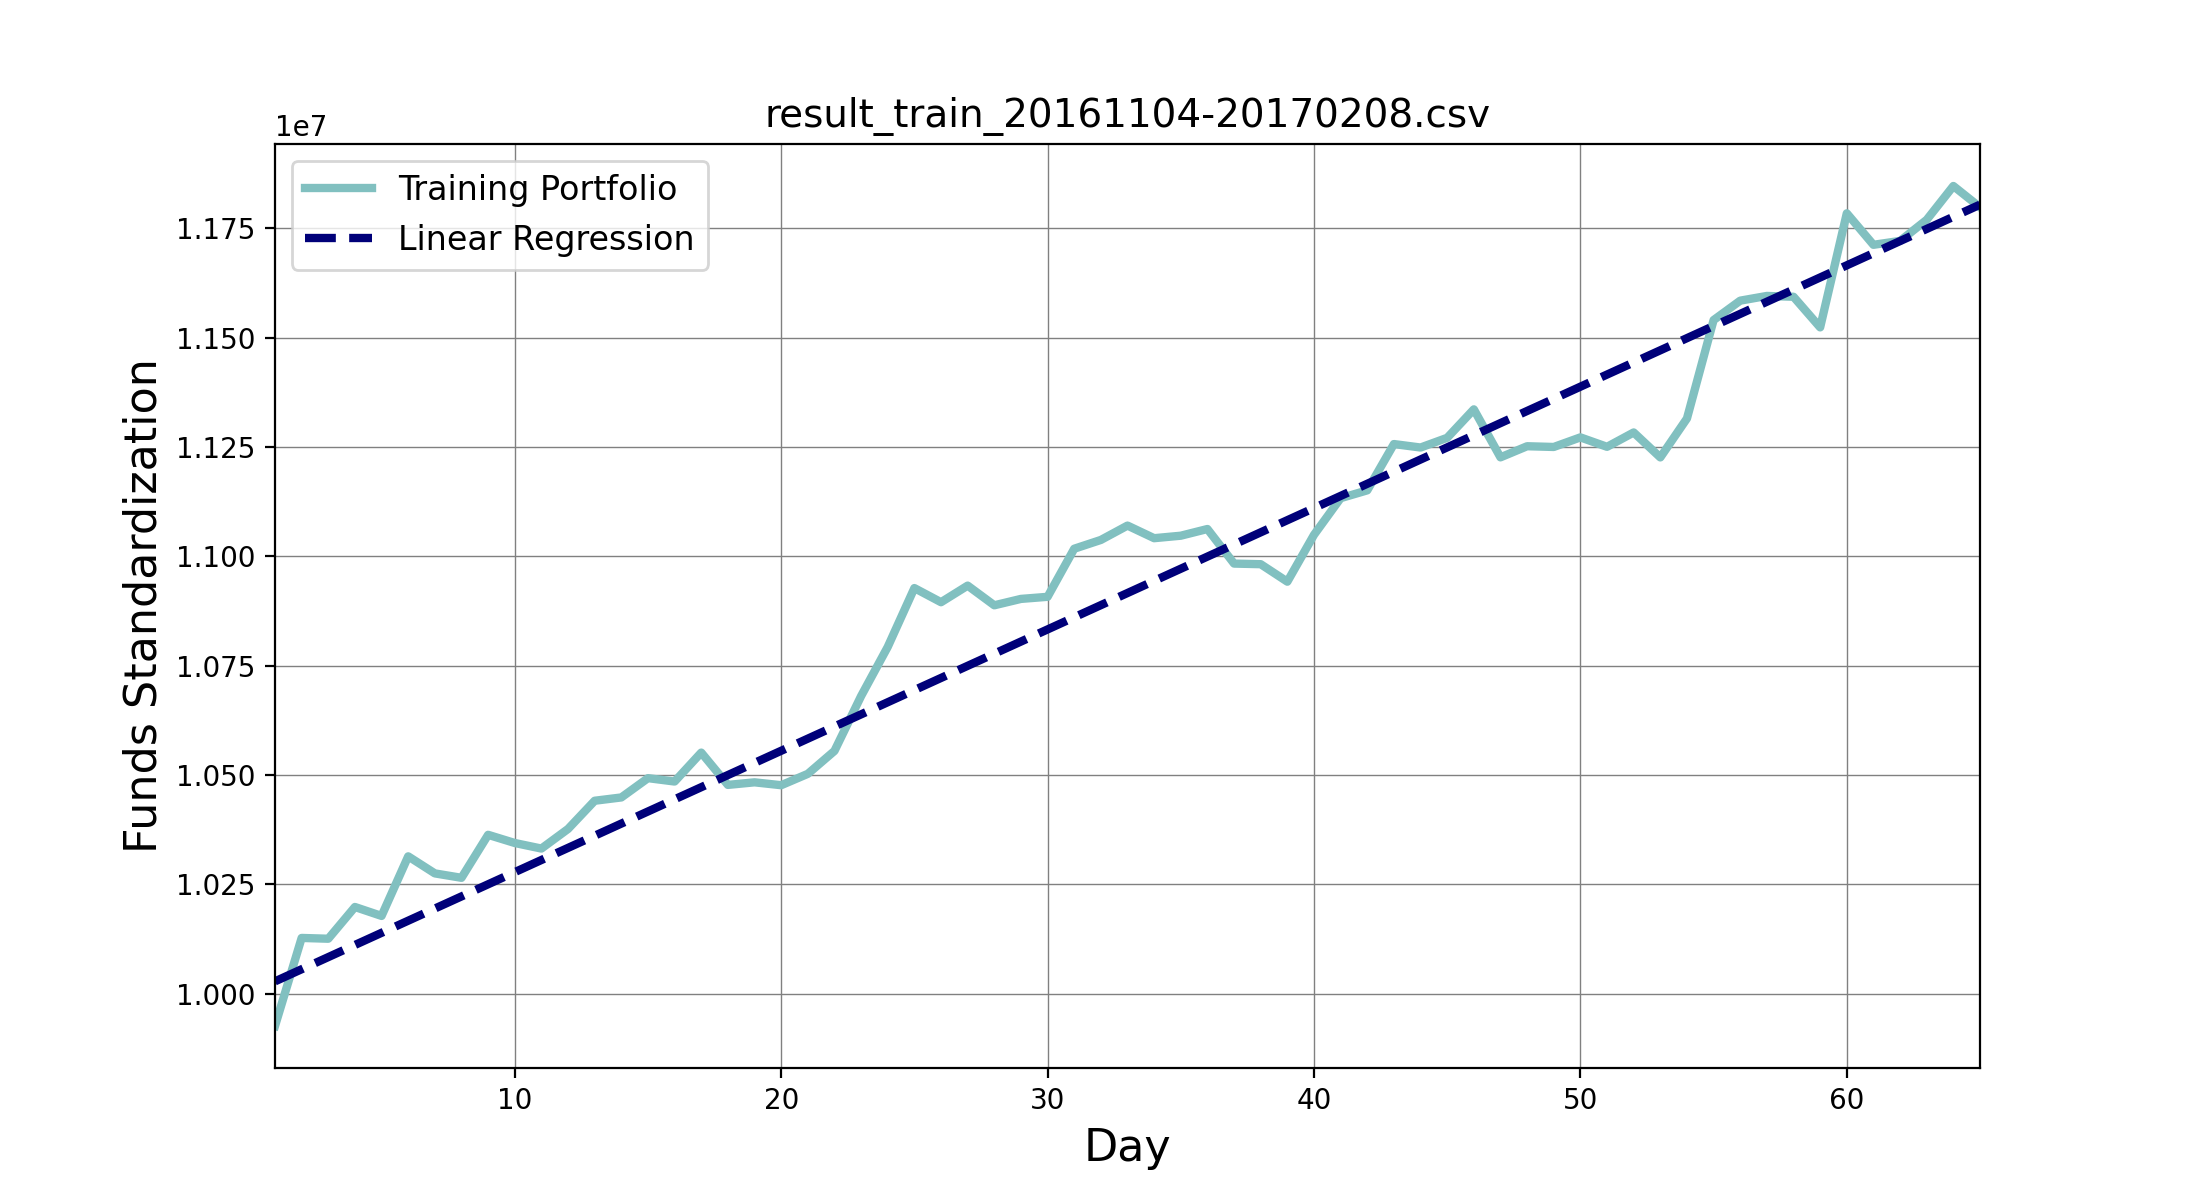 result_train_20161104-20170208.csv
1e7
Training Portfolio
Linear Regression
Funds Standardization
1.175
1.150
1.125
1.100
1.075
1.050
1.025
1.000
10 20 30 40 50 60
Day